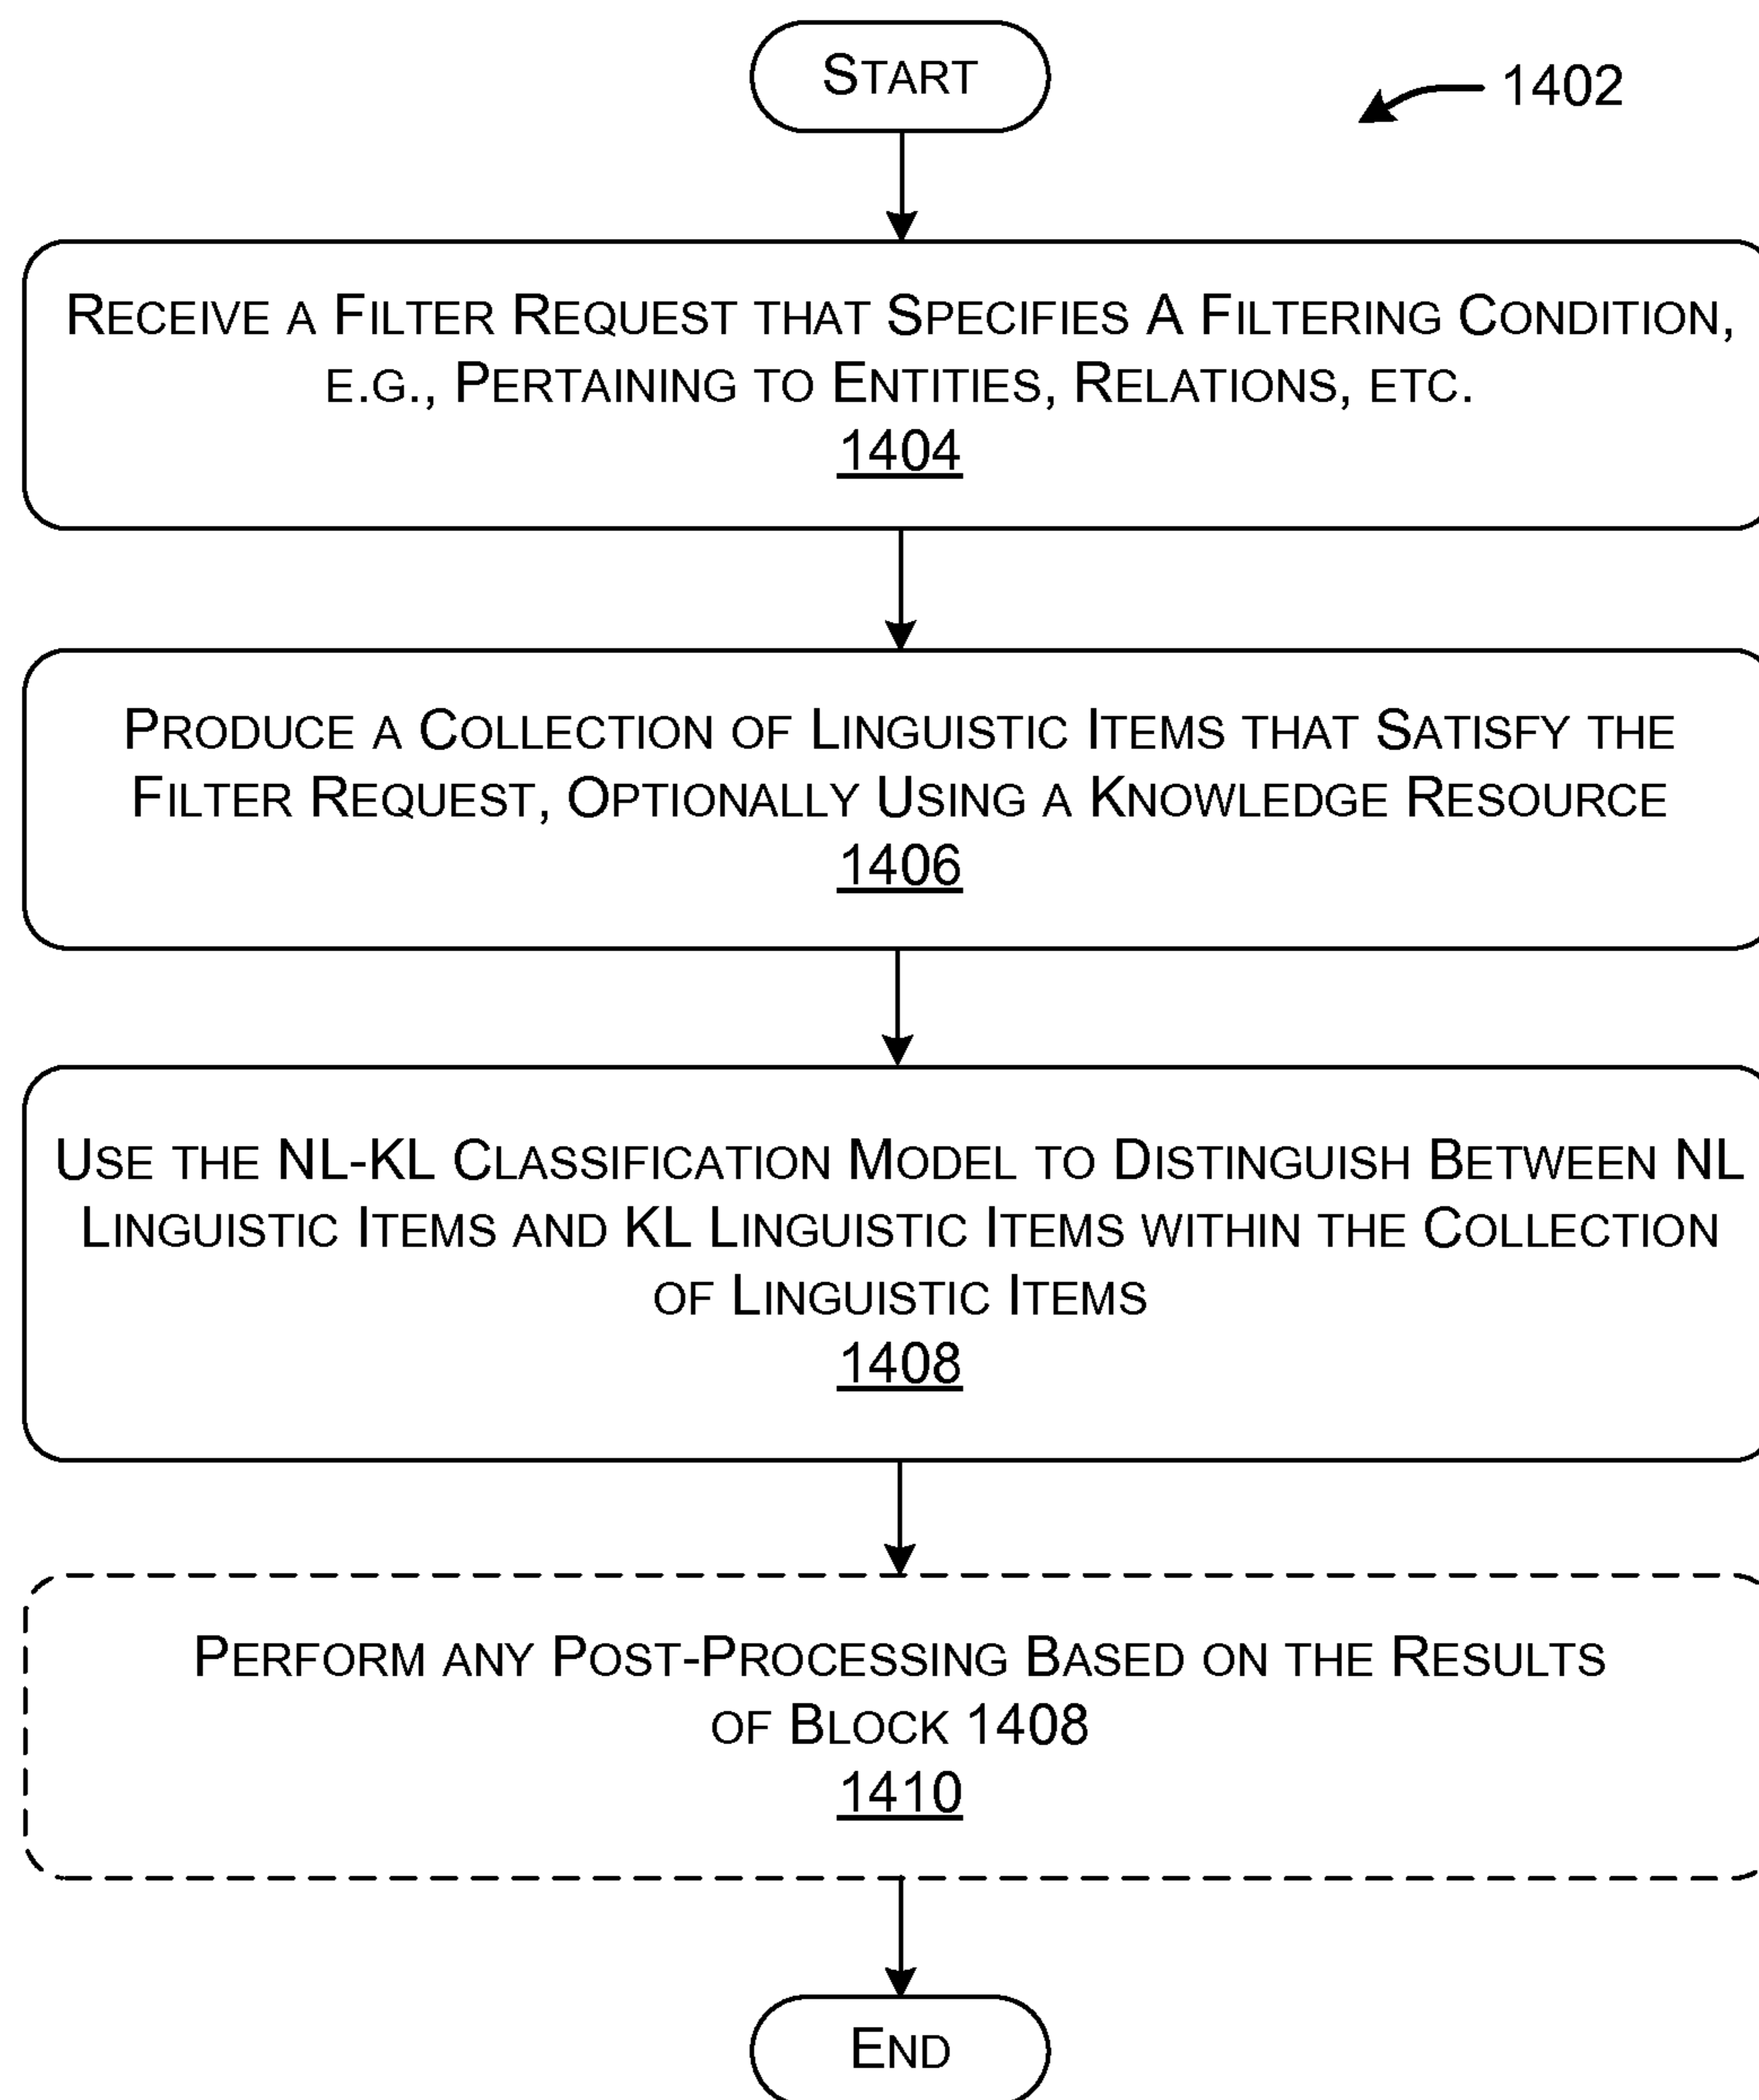 START
1402
RECEIVE A FILTER REQUEST THAT SPECIFIES A FILTERING CONDITION,
E.G., PERTAINING TO ENTITIES, RELATIONS, ETC.
1404
PRODUCE A COLLECTION OF LINGUISTIC ITEMS THAT SATISFY THE
FILTER REQUEST, OPTIONALLY USING A KNOWLEDGE RESOURCE
1406
USE THE NL-KL CLASSIFICATION MODEL TO DISTINGUISH BETWEEN NL
LINGUISTIC ITEMS AND KL LINGUISTIC ITEMS WITHIN THE COLLECTION
OF LINGUISTIC ITEMS
1408
PERFORM ANY POST-PROCESSING BASED ON THE RESULTS
OF BLOCK 1408
1410
END